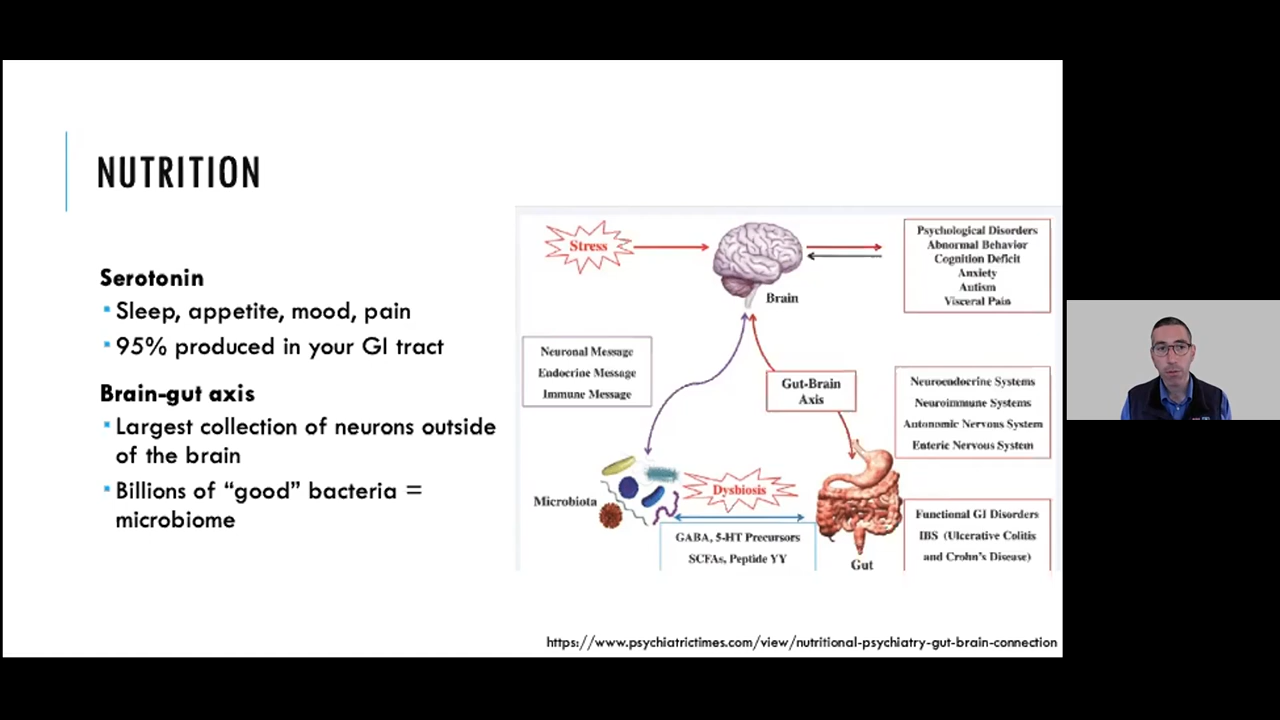 NUTRITION
Serotonin
Sleep, appetite, mood, pain
95% produced in your GI tract
Brain-gut axis
Largest collection of neurons outside
of the brain
Billions of “good” bacteria =
microbiome
Stress
Brain
Psychological Disorders
Abnormal Behavior
Cognition Deficit
Anxiety
Autism
Visceral Pain
Neuronal Message
Endocrine Message
Immune Message
Gut-Brain
Axis
Neuroendocrine Systems
Neuroimmune Systems
Autonomic Nervous System
Enteric Nervous System
Microbiota
Dysbiosis
GABA, 5-HT Precursors
SCFAs, Peptide YY
Gut
Functional GI Disorders
IBS (Ulcerative Colitis
and Crohn's Disease)
https://www.psychiatrictimes.com/view/nutritional-psychiatry-gut-brain-connection